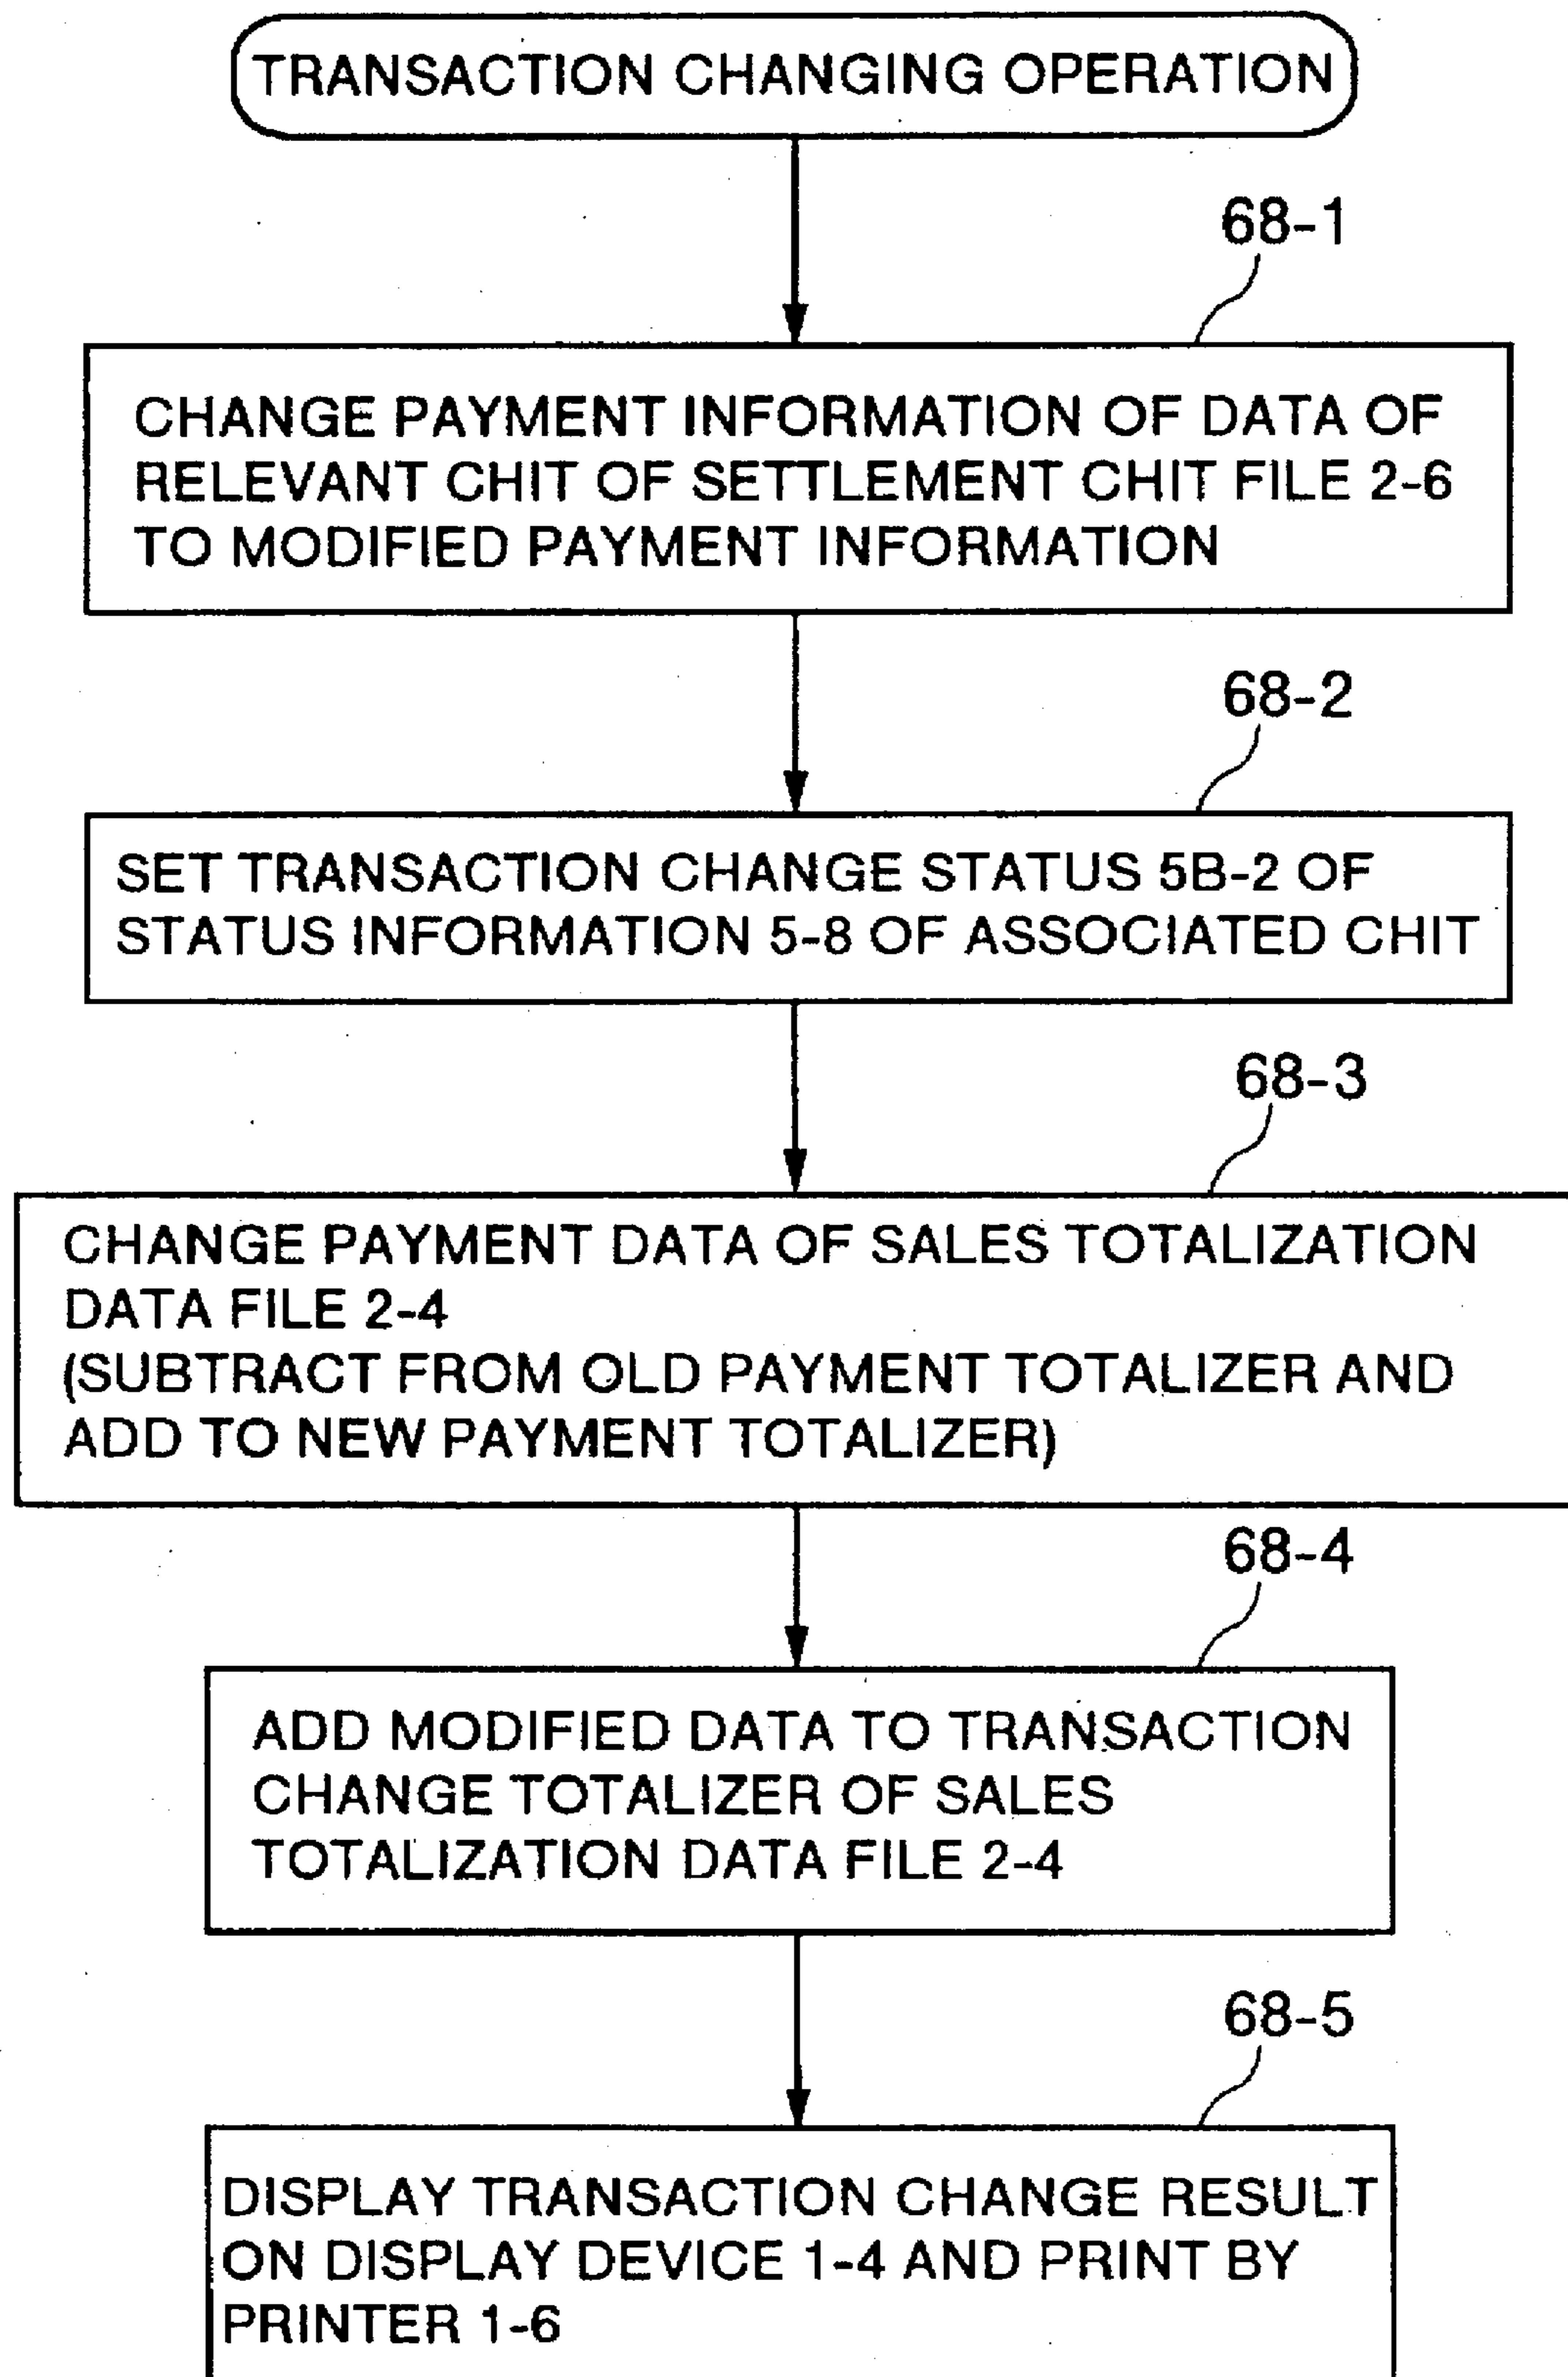 TRANSACTION CHANGING OPERATION
68-1
CHANGE PAYMENT INFORMATION OF DATA OF
RELEVANT CHIT OF SETTLEMENT CHIT FILE 2-6
TO MODIFIED PAYMENT INFORMATION
68-2
SET TRANSACTION CHANGE STATUS 5B-2 OF
STATUS INFORMATION 5-8 OF ASSOCIATED CHIT
68-3
CHANGE PAYMENT DATA OF SALES TOTALIZATION
DATA FILE 2-4
(SUBTRACT FROM OLD PAYMENT TOTALIZER AND
ADD TO NEW PAYMENT TOTALIZER)
68-4
ADD MODIFIED DATA TO TRANSACTION
CHANGE TOTALIZER OF SALES
TOTALIZATION DATA FILE 2-4
68-5
DISPLAY TRANSACTION CHANGE RESULT
ON DISPLAY DEVICE 1-4 AND PRINT BY
PRINTER 1-6